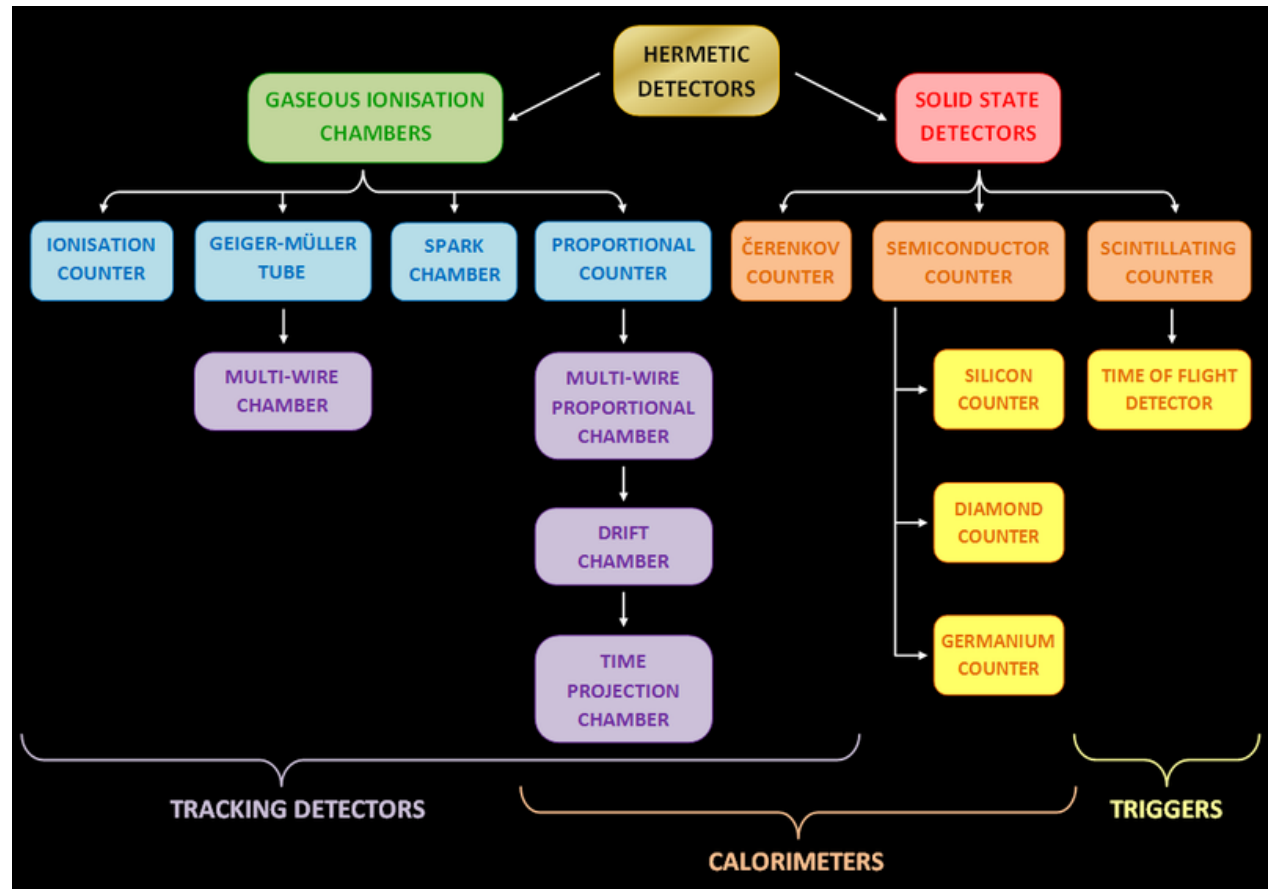 HERMETIC
DETECTORS
GASEOUS IONISATION
CHAMBERS
SOLID STATE
DETECTORS
IONISATION
COUNTER
GEIGER-MÜLLER
TUBE
SPARK
CHAMBER
PROPORTIONAL
COUNTER
ČERENKOV
COUNTER
SEMICONDUCTOR
COUNTER
SCINTILLATING
COUNTER
MULTI-WIRE
CHAMBER
MULTI-WIRE
PROPORTIONAL
CHAMBER
SILICON
COUNTER
TIME OF FLIGHT
DETECTOR
DRIFT
CHAMBER
DIAMOND
COUNTER
TIME
PROJECTION
CHAMBER
GERMANIUM
COUNTER
TRACKING DETECTORS
TRIGGERS
CALORIMETERS